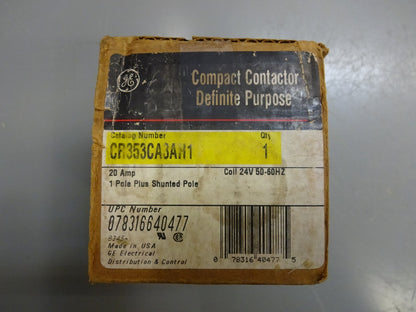 Compact Contactor
Definite Purpose
Catalog Number Qty
CR353CA3AH1 1
20 Amp Coil 24V 50-60HZ
1 Pole Plus Shunted Pole
UPC Number
078316640477
Made in USA
GE Electrical
Distribution & Control
0 78316 40477 5